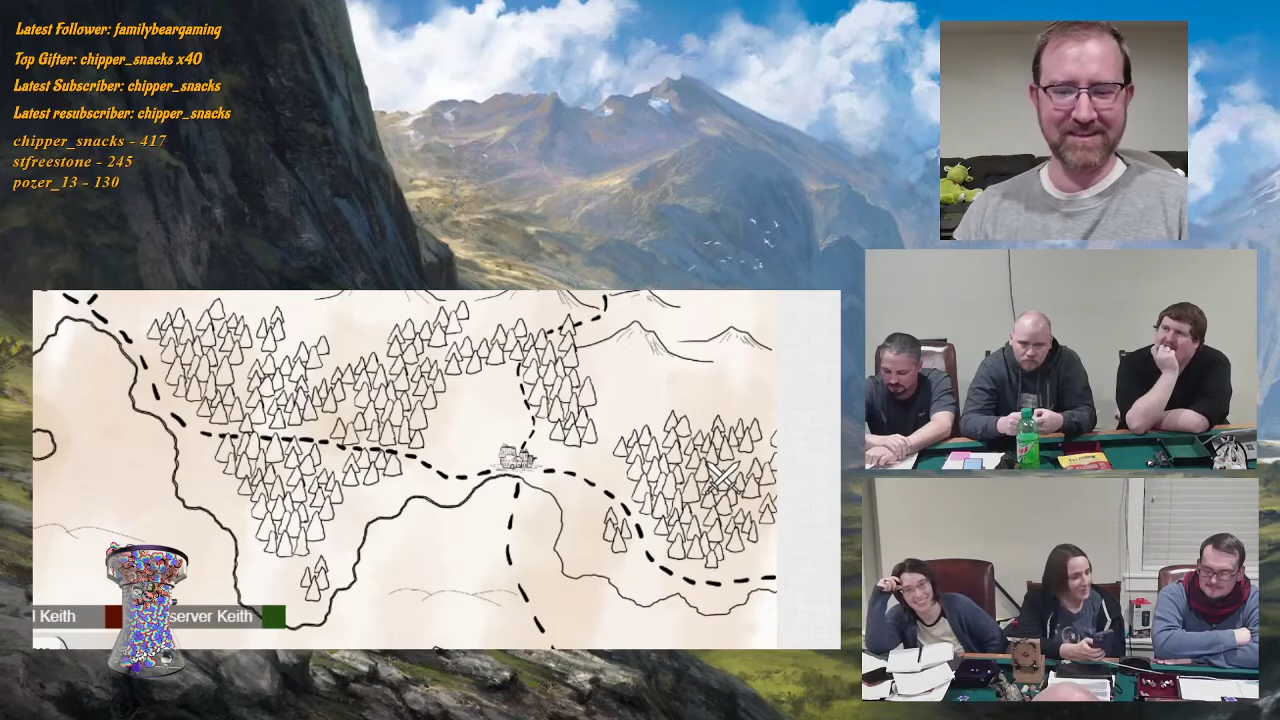 Latest Follower: familybeargaming
Top Gifter: chipper_snacks x40
Latest Subscriber: chipper_snacks
Latest resubscriber: chipper_snacks
chipper_snacks - 417
stfreestone - 245
pozer_13 - 130
Keith
server Keith